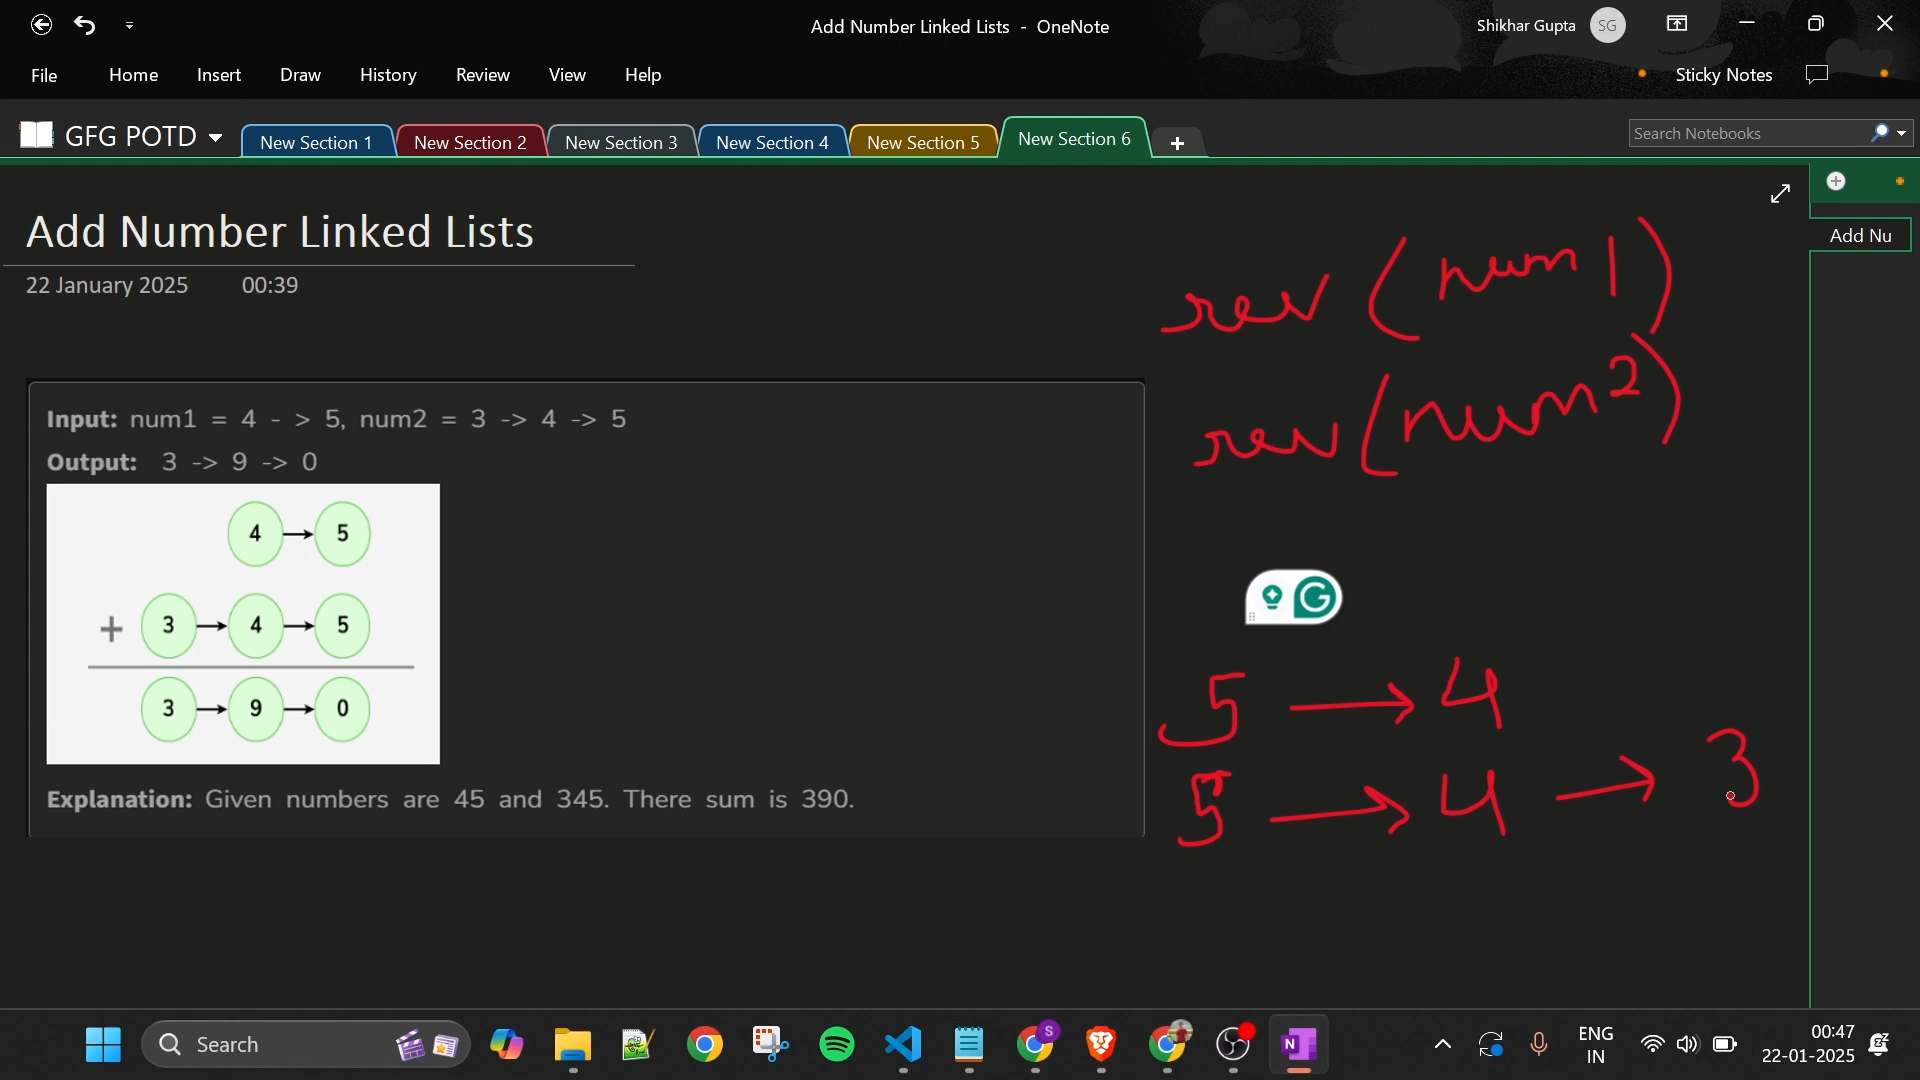 Add Number Linked Lists - OneNote
Shikhar Gupta SG
File Home Insert Draw History Review View Help
Sticky Notes
GFG POTD
New Section 1 New Section 2 New Section 3 New Section 4 New Section 5 New Section 6 +
Search Notebooks
Add Number Linked Lists
Add Nu
22 January 2025 00:39
rev (num1)
rev (num2)
Input: num1 = 4 - > 5, num2 = 3 -> 4 -> 5
Output: 3 -> 9 -> 0
4 → 5
+ 3 → 4 → 5
3 → 9 → 0
Explanation: Given numbers are 45 and 345. There sum is 390.
G
5 → 4
5 → 4 → 3
Search
S
N
ENG
IN
00:47
22-01-2025